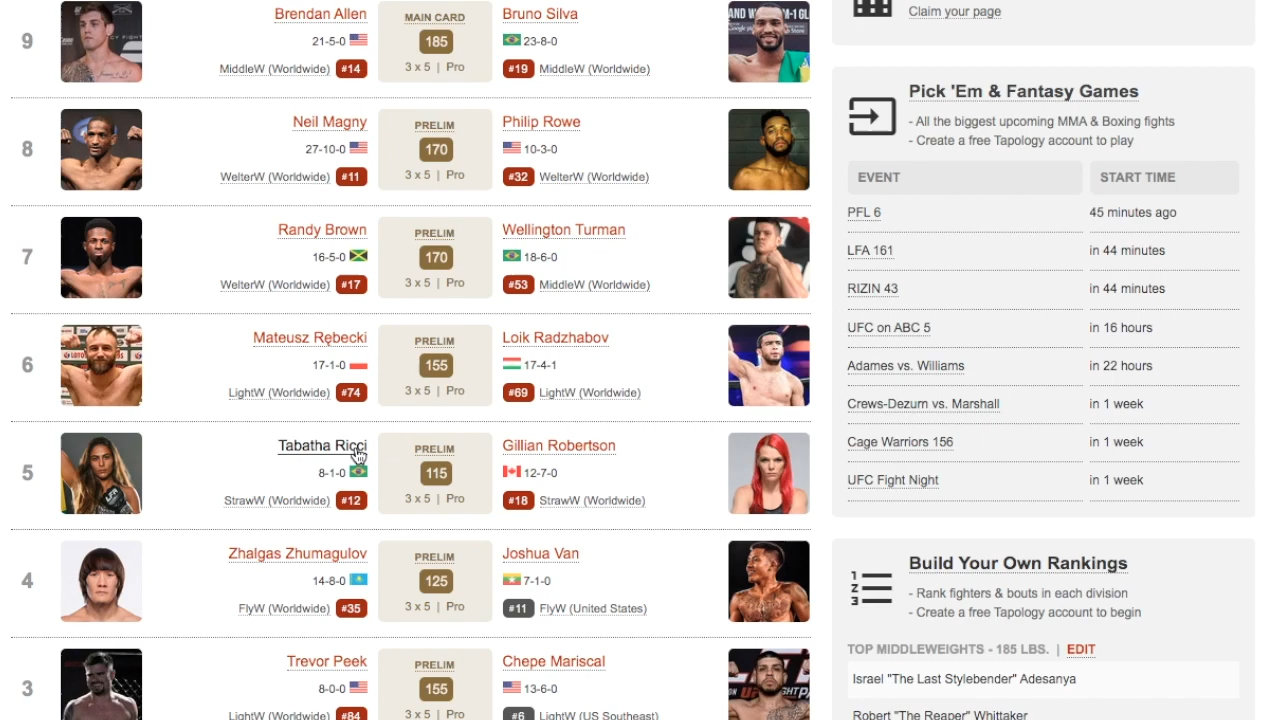 9
Brendan Allen
21-5-0
MiddleW (Worldwide) #14
MAIN CARD
185
3 x 5 | Pro
Bruno Silva
23-8-0
#19 MiddleW (Worldwide)
8
Neil Magny
27-10-0
WelterW (Worldwide) #11
PRELIM
170
3 x 5 | Pro
Philip Rowe
10-3-0
#32 WelterW (Worldwide)
7
Randy Brown
16-5-0
WelterW (Worldwide) #17
PRELIM
170
3 x 5 | Pro
Wellington Turman
18-6-0
#53 MiddleW (Worldwide)
6
Mateusz Rębecki
17-1-0
LightW (Worldwide) #74
PRELIM
155
3 x 5 | Pro
Loik Radzhabov
17-4-1
#69 LightW (Worldwide)
5
Tabatha Ricci
8-1-0
StrawW (Worldwide) #12
PRELIM
115
3 x 5 | Pro
Gillian Robertson
12-7-0
#18 StrawW (Worldwide)
4
Zhalgas Zhumagulov
14-8-0
FlyW (Worldwide) #35
PRELIM
125
3 x 5 | Pro
Joshua Van
7-1-0
#11 FlyW (United States)
3
Trevor Peek
8-0-0
LightW (Worldwide) #84
PRELIM
155
3 x 5 | Pro
Chepe Mariscal
13-6-0
#6 LightW (US Southeast)
Claim your page
Pick 'Em & Fantasy Games
- All the biggest upcoming MMA & Boxing fights
- Create a free Tapology account to play
EVENT START TIME
PFL 6 45 minutes ago
LFA 161 in 44 minutes
RIZIN 43 in 44 minutes
UFC on ABC 5 in 16 hours
Adames vs. Williams in 22 hours
Crews-Dezurn vs. Marshall in 1 week
Cage Warriors 156 in 1 week
UFC Fight Night in 1 week
1
2
3
Build Your Own Rankings
- Rank fighters & bouts in each division
- Create a free Tapology account to begin
TOP MIDDLEWEIGHTS - 185 LBS. | EDIT
Israel "The Last Stylebender" Adesanya
Robert "The Reaper" Whittaker